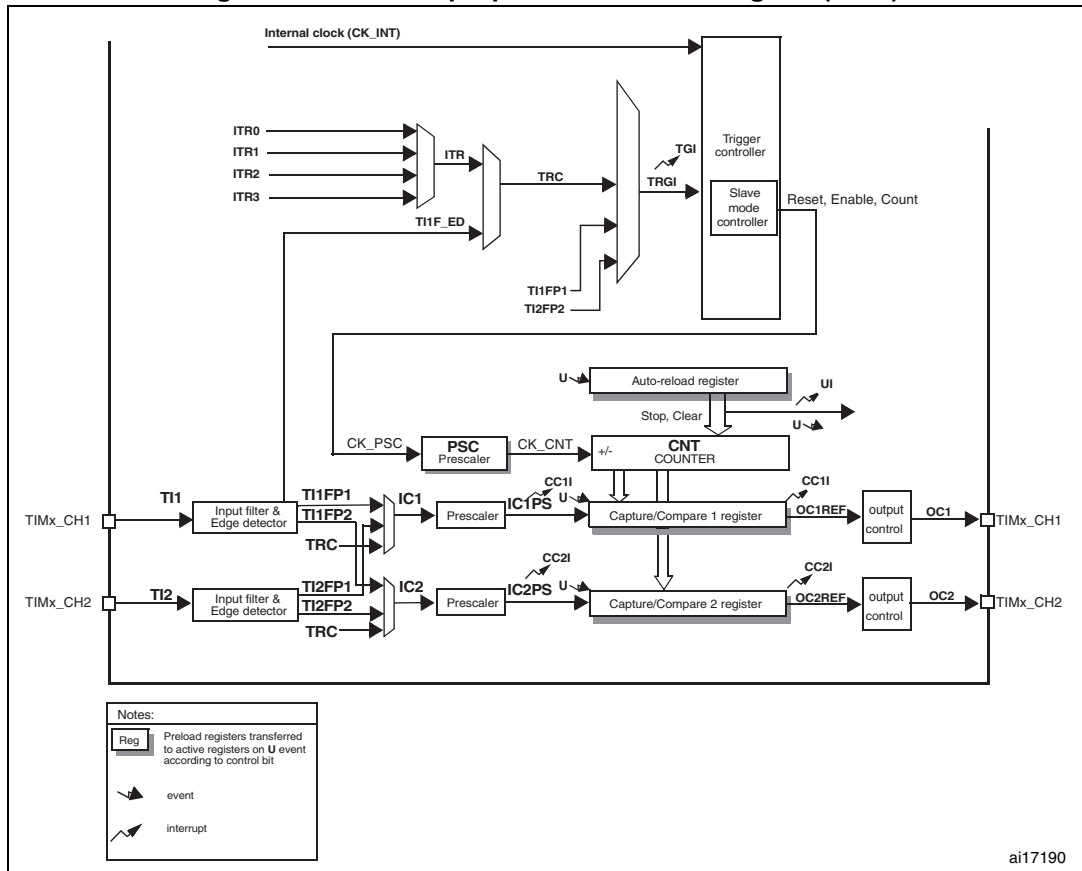 Internal clock (CK_INT)
ITR0
ITR1
ITR2
ITR3
ITR
TI1F_ED
TRC
TI1FP1
TI2FP2
TGI
TRGI
Trigger
controller
Slave
mode
controller
Reset, Enable, Count
U
Auto-reload register
UI
Stop, Clear
U
CK_PSC
PSC
Prescaler
CK_CNT
+/-
CNT
COUNTER
TIMx_CH1
TI1
Input filter &
Edge detector
TI1FP1
TI1FP2
TRC
IC1
Prescaler
CC1I
IC1PS
U
Capture/Compare 1 register
CC1I
OC1REF
output
control
OC1
TIMx_CH1
TIMx_CH2
TI2
Input filter &
Edge detector
TI2FP1
TI2FP2
TRC
IC2
Prescaler
CC2I
IC2PS
U
Capture/Compare 2 register
CC2I
OC2REF
output
control
OC2
TIMx_CH2
Notes:
Reg
Preload registers transferred
to active registers on U event
according to control bit
event
interrupt
ai17190